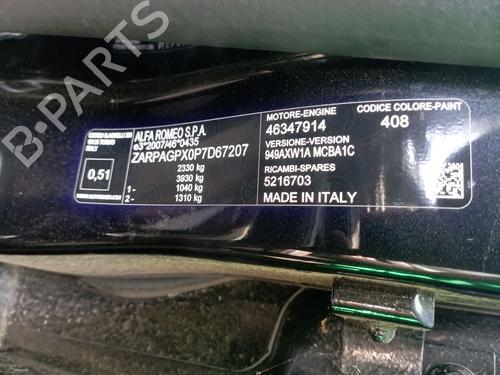 ALFA ROMEO S.P.A.
e3*2007/46*0435
ZARPAGPX0P7D67207
2330 kg
3930 kg
1- 1040 kg
2- 1310 kg
0,51
MOTORE-ENGINE
46347914
VERSIONE-VERSION
949AXW1A MCBA1C
RICAMBI-SPARES
5216703
MADE IN ITALY
CODICE COLORE-PAINT
408
B-PARTS